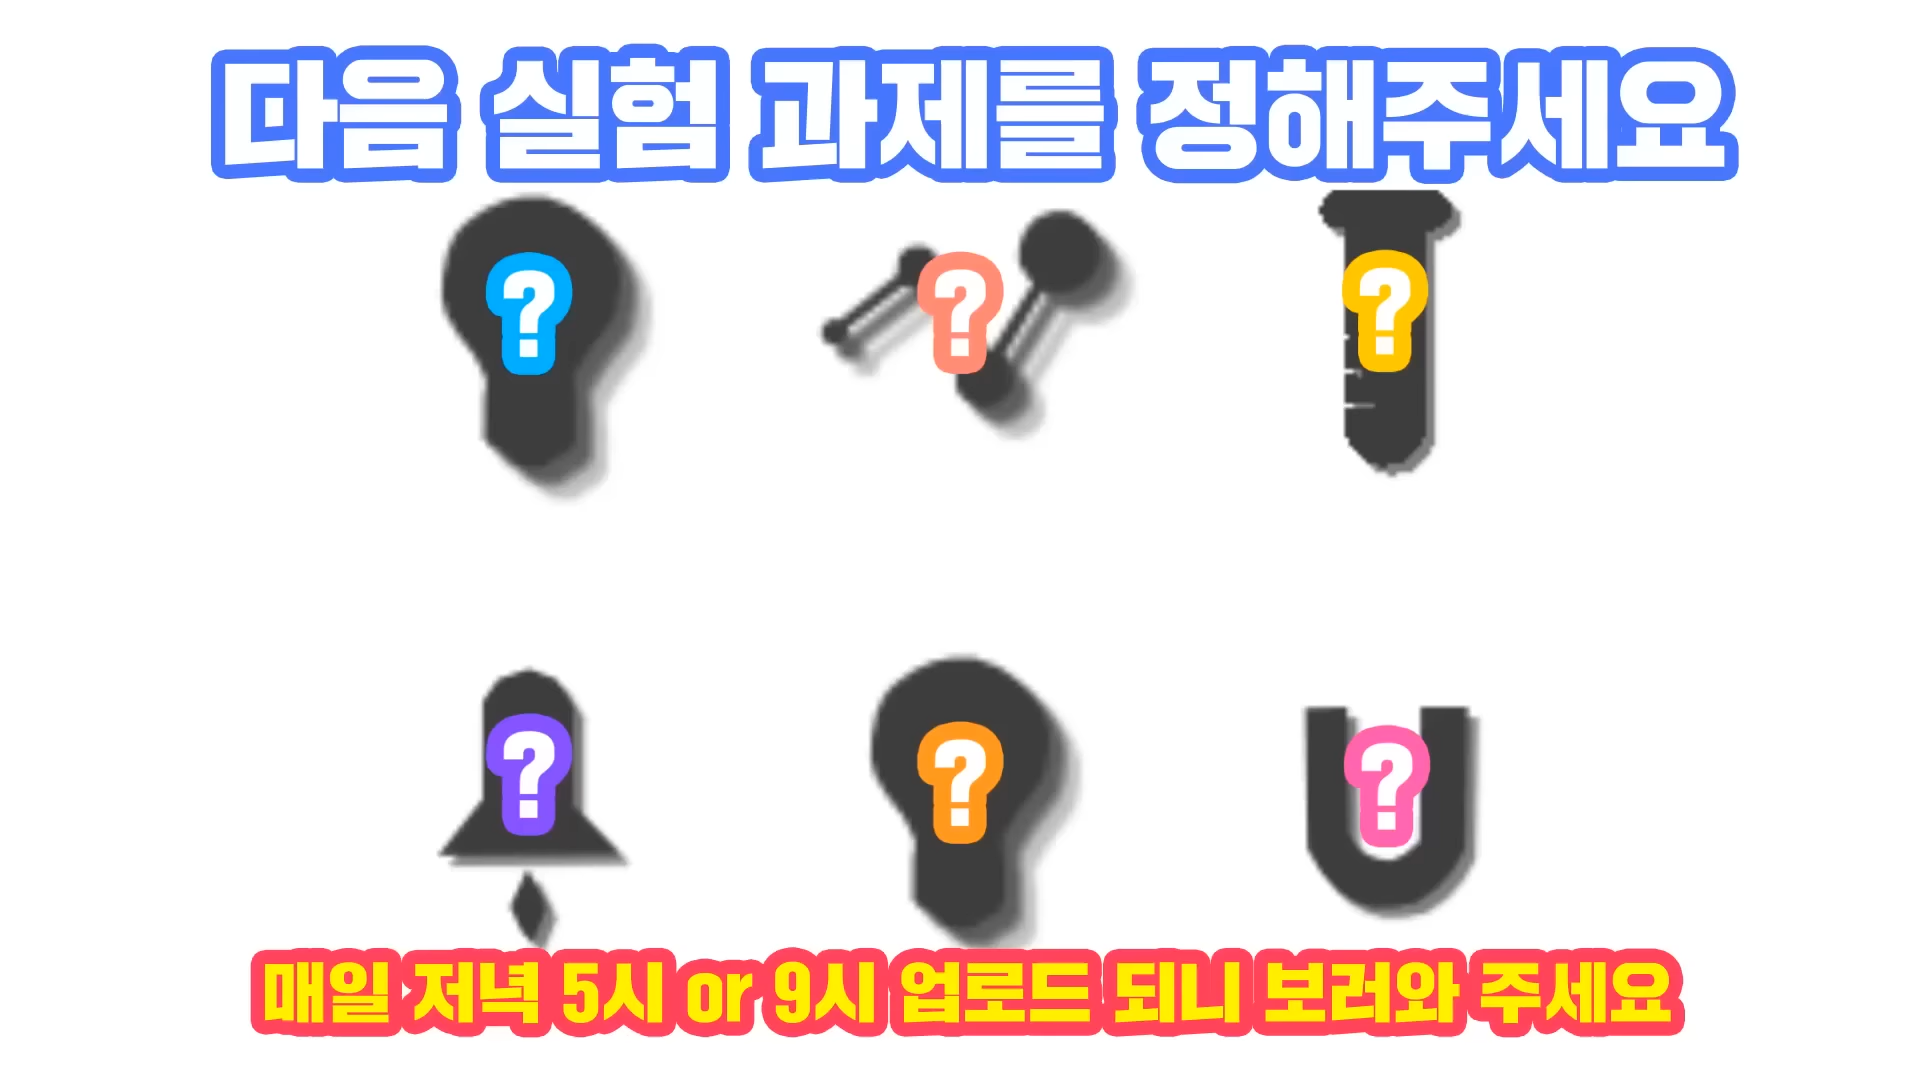 다음 실험 과제를 정해주세요
? ? ?
? ? ?
매일 저녁 5시 or 9시 업로드 되니 보러와 주세요